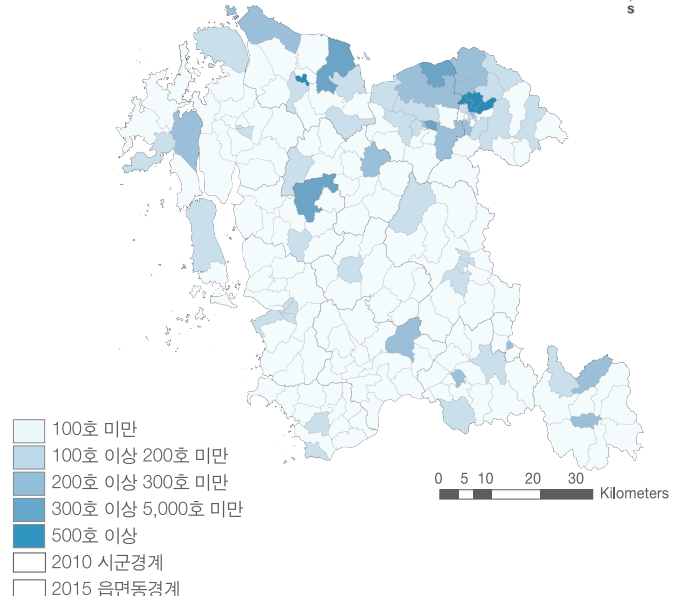 s
100호 미만
100호 이상 200호 미만
200호 이상 300호 미만
300호 이상 5,000호 미만
500호 이상
2010 시군경계
2015 읍면동경계
0 5 10 20 30
Kilometers